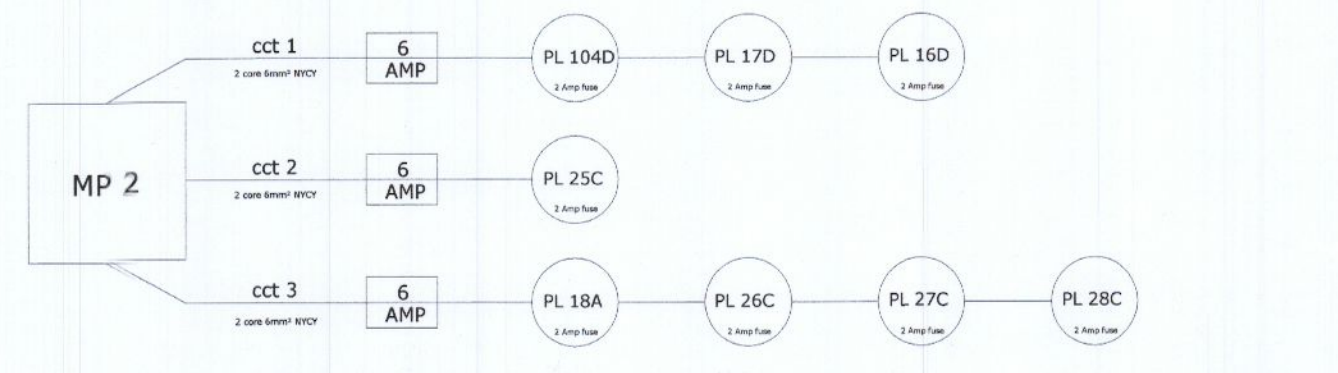 MP 2
cct 1
2 core 6mm² NYCY
6
AMP
PL 104D
2 Amp fuse
PL 17D
2 Amp fuse
PL 16D
2 Amp fuse
cct 2
2 core 6mm² NYCY
6
AMP
PL 25C
2 Amp fuse
cct 3
2 core 6mm² NYCY
6
AMP
PL 18A
2 Amp fuse
PL 26C
2 Amp fuse
PL 27C
2 Amp fuse
PL 28C
2 Amp fuse